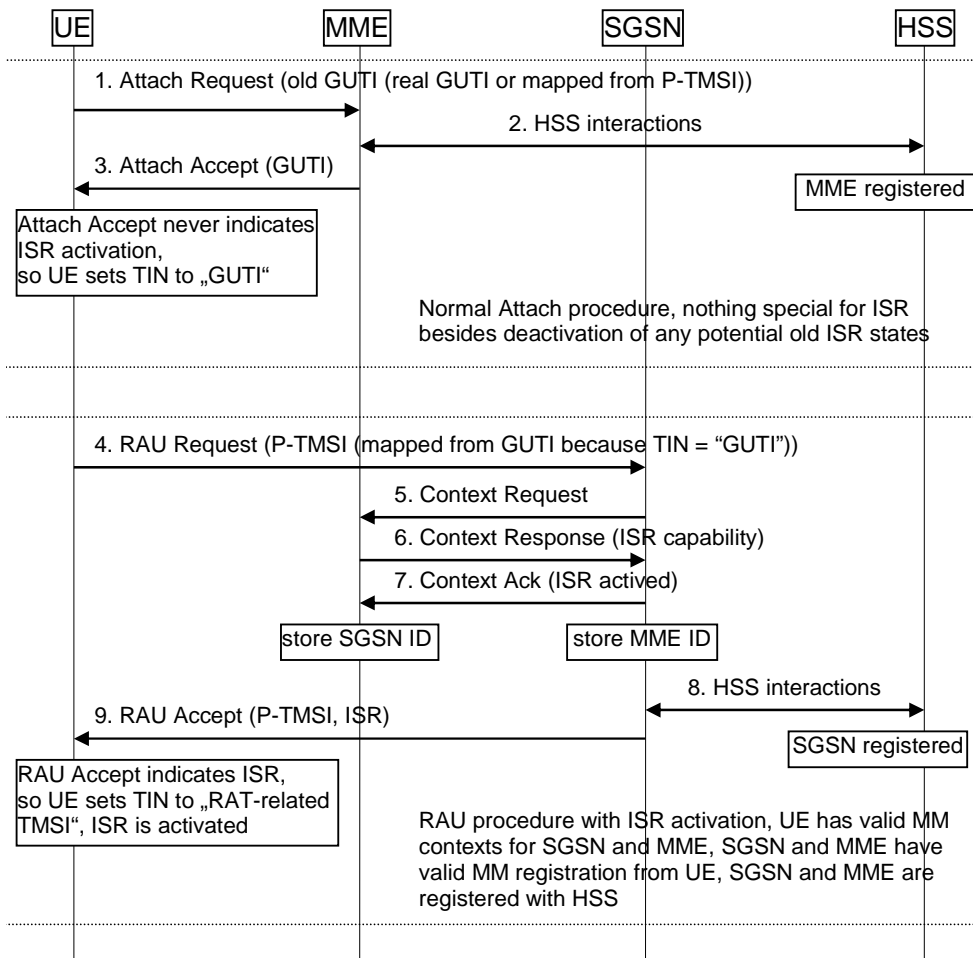 UE
MME
SGSN
HSS
1. Attach Request (old GUTI (real GUTI or mapped from P-TMSI))
2. HSS interactions
3. Attach Accept (GUTI)
MME registered
Attach Accept never indicates
ISR activation,
so UE sets TIN to „GUTI“
Normal Attach procedure, nothing special for ISR
besides deactivation of any potential old ISR states
4. RAU Request (P-TMSI (mapped from GUTI because TIN = “GUTI”))
5. Context Request
6. Context Response (ISR capability)
7. Context Ack (ISR actived)
store SGSN ID
store MME ID
8. HSS interactions
9. RAU Accept (P-TMSI, ISR)
SGSN registered
RAU Accept indicates ISR,
so UE sets TIN to „RAT-related
TMSI“, ISR is activated
RAU procedure with ISR activation, UE has valid MM
contexts for SGSN and MME, SGSN and MME have
valid MM registration from UE, SGSN and MME are
registered with HSS